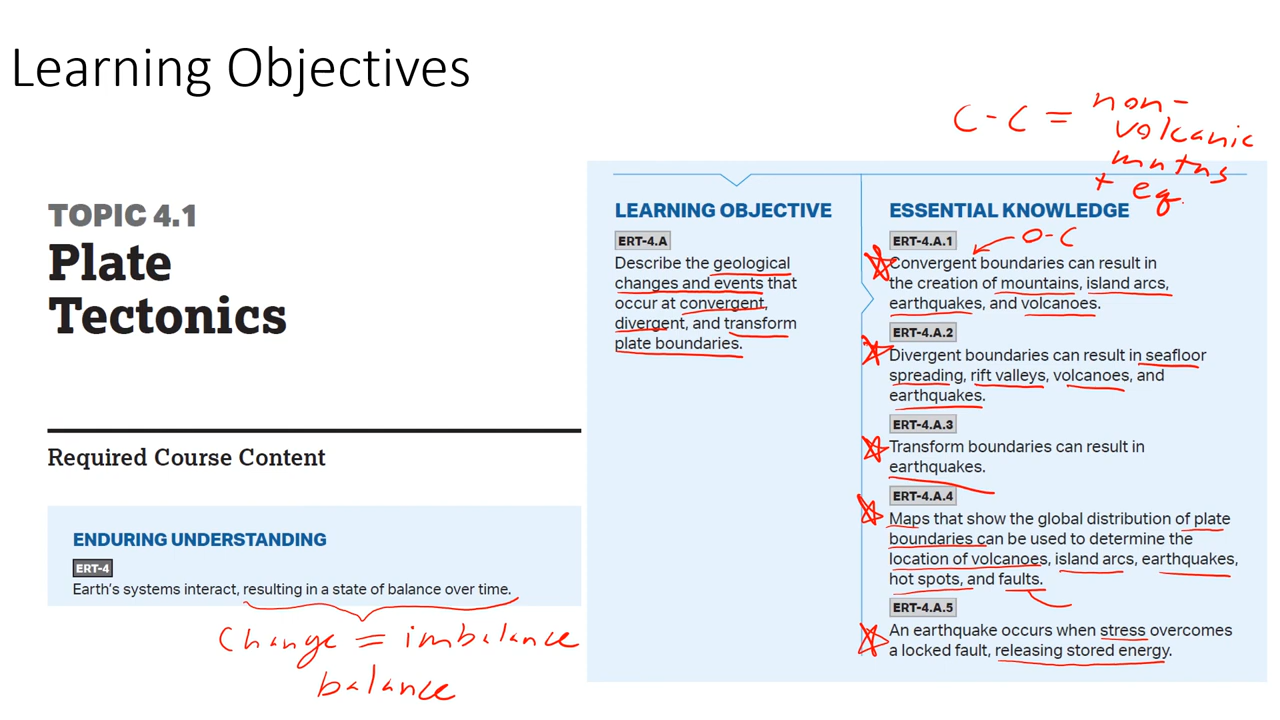 Learning Objectives
C - C = non-
volcanic
mntns
+ eq.
TOPIC 4.1
Plate
Tectonics
Required Course Content
ENDURING UNDERSTANDING
ERT-4
Earth's systems interact, resulting in a state of balance over time.
Change = imbalance
balance
LEARNING OBJECTIVE
ERT-4.A
Describe the geological
changes and events that
occur at convergent,
divergent, and transform
plate boundaries.
ESSENTIAL KNOWLEDGE
ERT-4.A.1
O-C
Convergent boundaries can result in
the creation of mountains, island arcs,
earthquakes, and volcanoes.
ERT-4.A.2
Divergent boundaries can result in seafloor
spreading, rift valleys, volcanoes, and
earthquakes.
ERT-4.A.3
Transform boundaries can result in
earthquakes.
ERT-4.A.4
Maps that show the global distribution of plate
boundaries can be used to determine the
location of volcanoes, island arcs, earthquakes,
hot spots, and faults.
ERT-4.A.5
An earthquake occurs when stress overcomes
a locked fault, releasing stored energy.